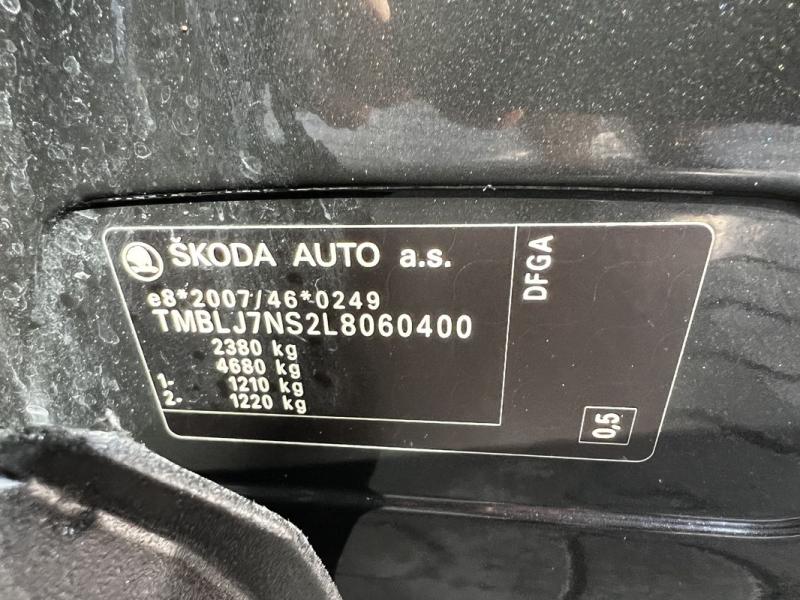 ŠKODA AUTO a.s.
e8*2007/46*0249
TMBLJ7NS2L8060400
2380 kg
4680 kg
1- 1210 kg
2- 1220 kg
DFGA
0,5